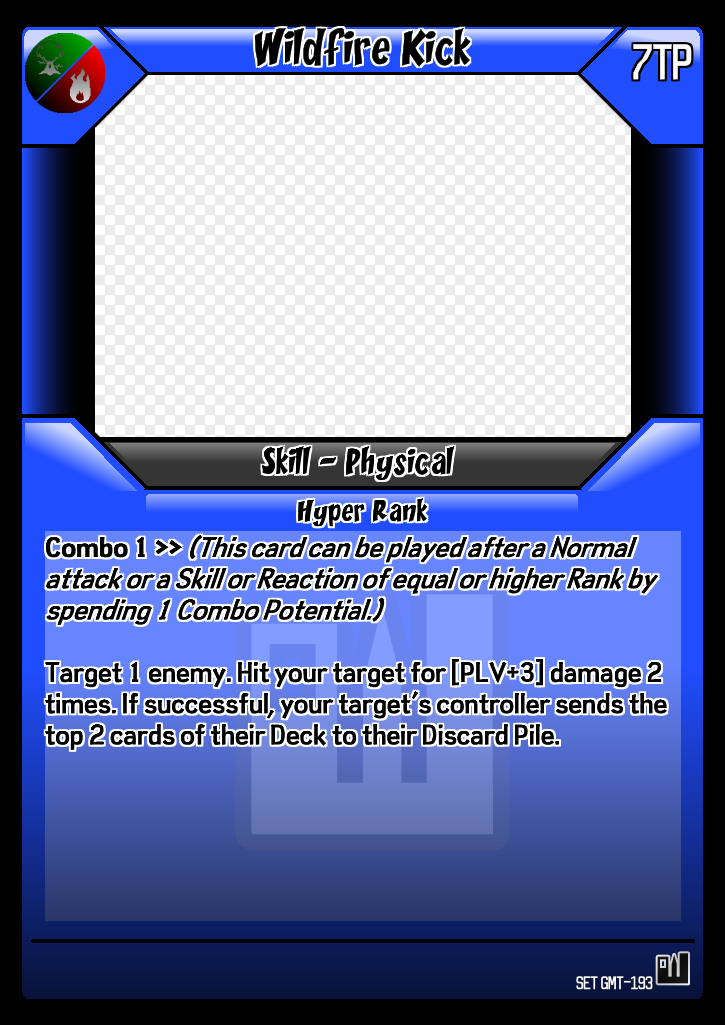 Wildfire Kick
7TP
Skill - Physical
Hyper Rank
Combo 1 >> (This card can be played after a Normal
attack or a Skill or Reaction of equal or higher Rank by
spending 1 Combo Potential.)
Target 1 enemy. Hit your target for [PLV+3] damage 2
times. If successful, your target's controller sends the
top 2 cards of their Deck to their Discard Pile.
SET GMT-193